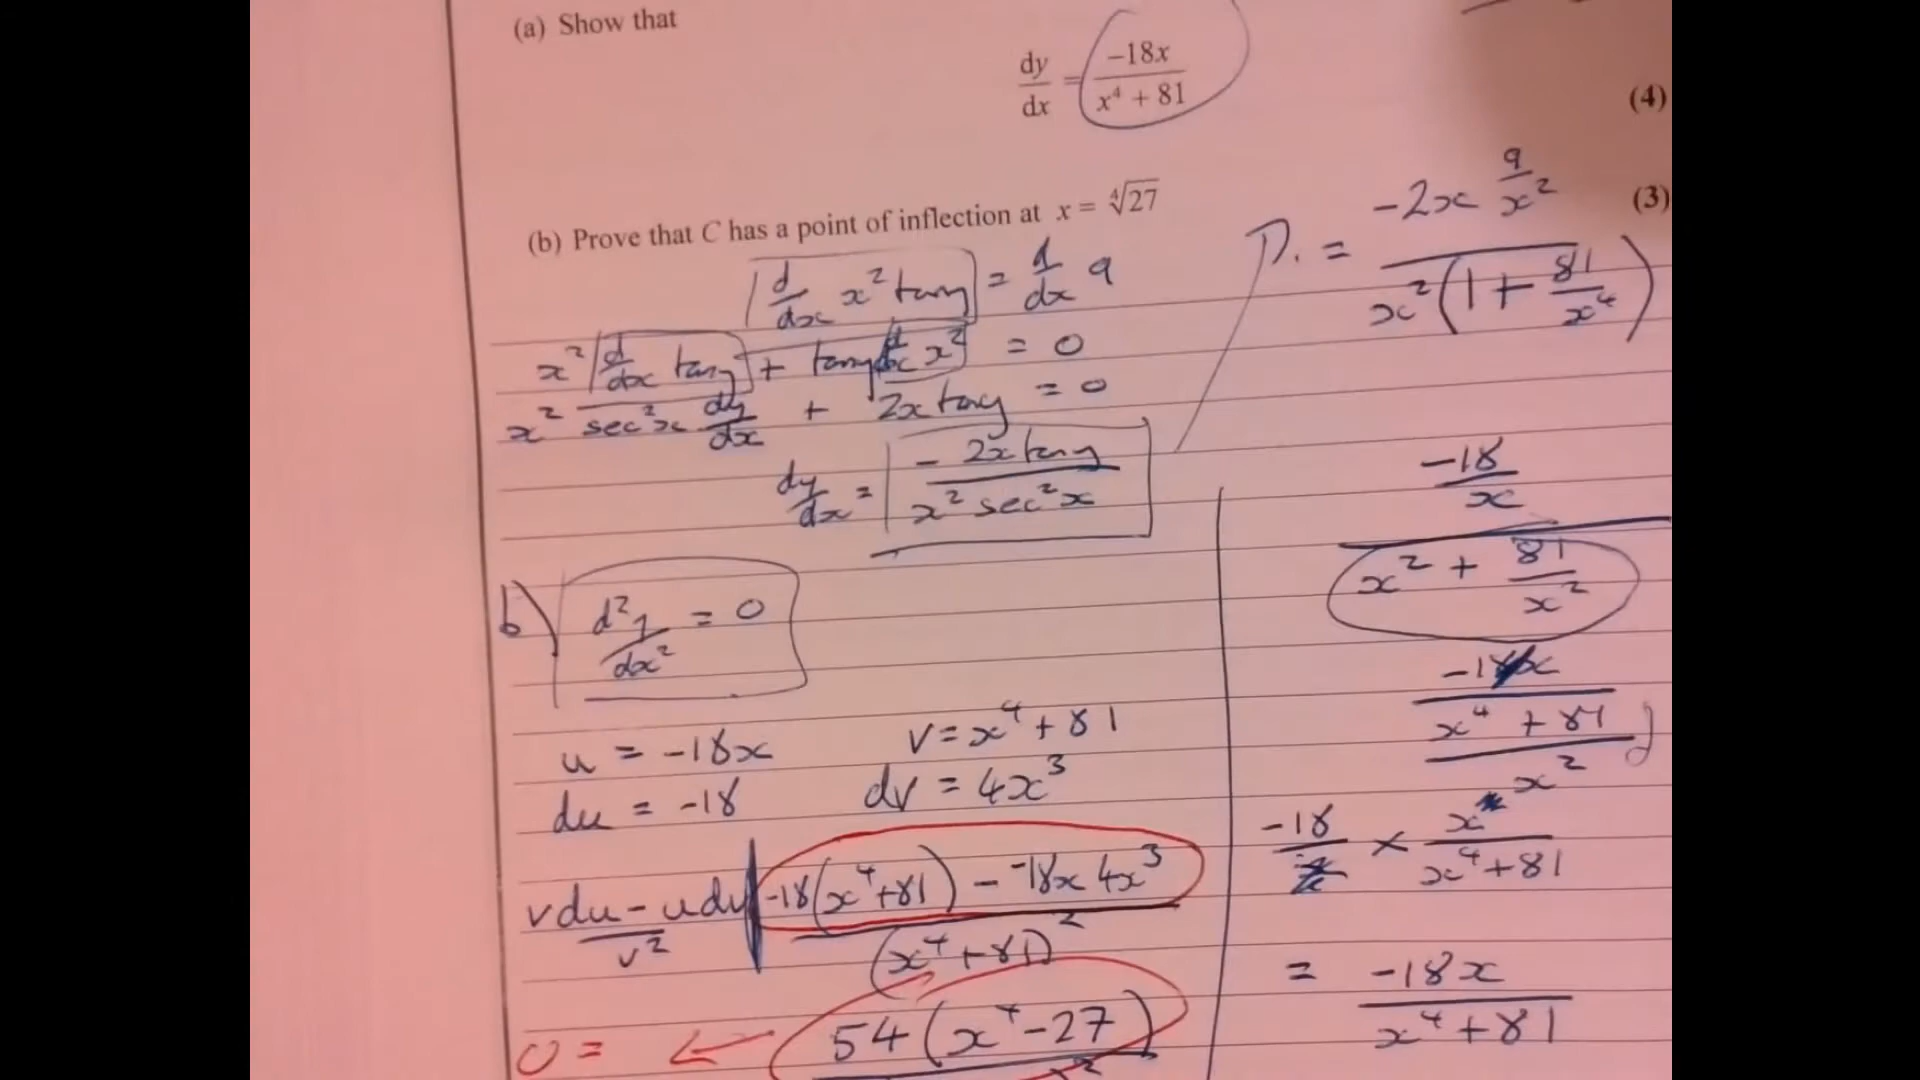 (a) Show that
dy/dx = -18x/(x⁴ + 81)
(4)
(b) Prove that C has a point of inflection at x = ∜27
(3)
d/dx x² tany = d/dx 9
x² d/dx tany + tany d/dx x² = 0
x² sec²x dy/dx + 2x tany = 0
dy/dx = - 2x tany / x² sec²x
b) d²y/dx² = 0
u = -18x v = x⁴ + 81
du = -18 dv = 4x³
vdu - udv / v² -18(x⁴+81) - -18x 4x³ / (x⁴+81)²
0 = ← 54(x⁴-27)
= -2x 9/x² / x²(1 + 81/x⁴)
-18/x / x² + 81/x²
x⁴ + 81 / x²
-18 × x² / x⁴+81
= -18x / x⁴+81